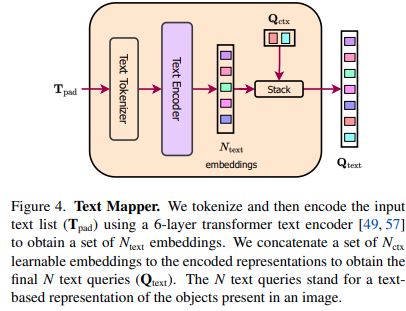 Q_ctx
T_pad
Text Tokenizer
Text Encoder
Stack
N_text
embeddings
Q_text
Figure 4. Text Mapper. We tokenize and then encode the input
text list (T_pad) using a 6-layer transformer text encoder [49, 57]
to obtain a set of N_text embeddings. We concatenate a set of N_ctx
learnable embeddings to the encoded representations to obtain the
final N text queries (Q_text). The N text queries stand for a text-
based representation of the objects present in an image.